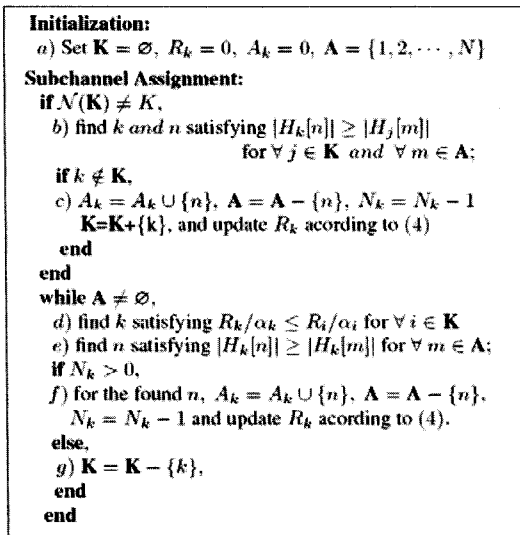 Initialization:
a) Set K = ∅, R_k = 0, A_k = 0, A = {1, 2, ⋯ , N}
Subchannel Assignment:
if 𝒩(K) ≠ K,
b) find k and n satisfying |H_k[n]| ≥ |H_j[m]|
for ∀ j ∈ K and ∀ m ∈ A;
if k ∉ K,
c) A_k = A_k ∪ {n}, A = A − {n}, N_k = N_k − 1
K=K+{k}, and update R_k acording to (4)
end
end
while A ≠ ∅,
d) find k satisfying R_k/α_k ≤ R_i/α_i for ∀ i ∈ K
e) find n satisfying |H_k[n]| ≥ |H_k[m]| for ∀ m ∈ A;
if N_k > 0,
f) for the found n, A_k = A_k ∪ {n}, A = A − {n},
N_k = N_k − 1 and update R_k acording to (4).
else,
g) K = K − {k},
end
end